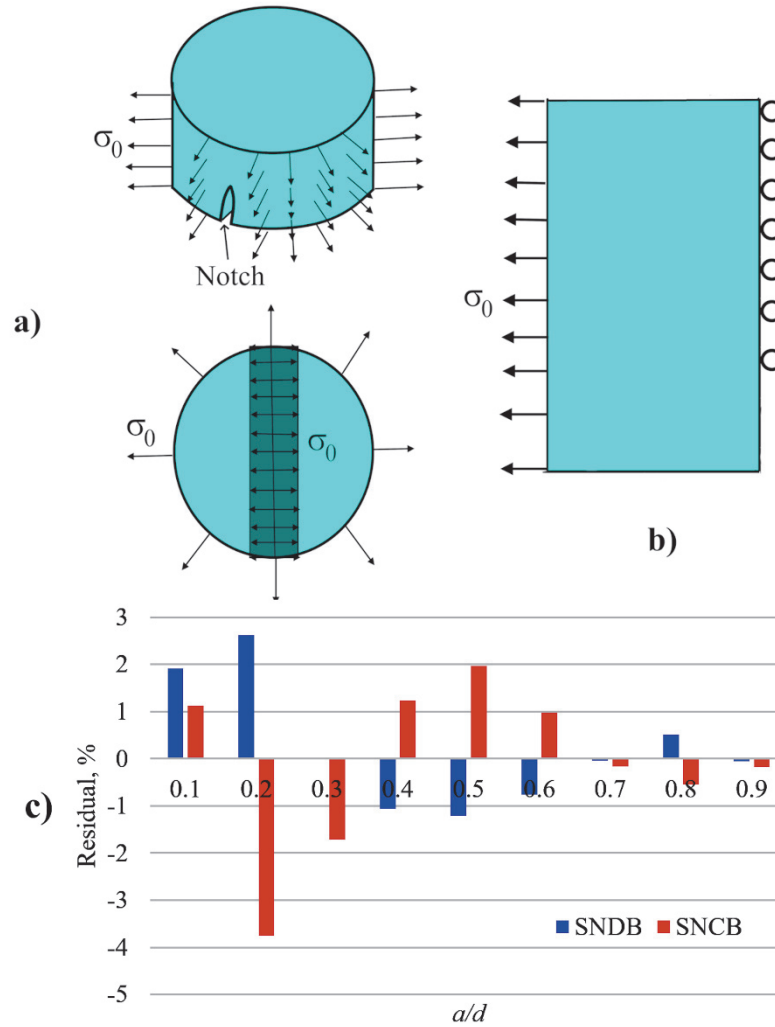 σ0
Notch
a)
σ0
σ0
σ0
b)
3
2
1
0
-1
-2
-3
-4
-5
Residual, %
c)
0.1 0.2 0.3 0.4 0.5 0.6 0.7 0.8 0.9
SNDB SNCB
a/d